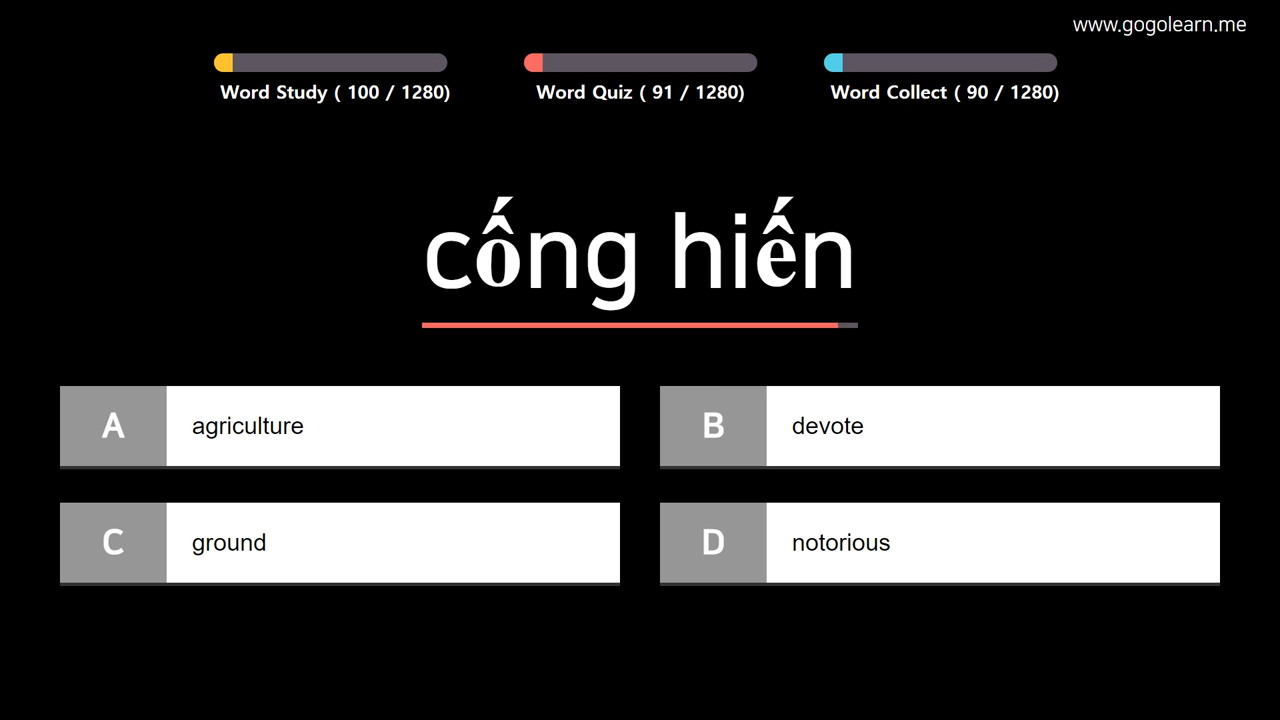 www.gogolearn.me
Word Study ( 100 / 1280)
Word Quiz ( 91 / 1280)
Word Collect ( 90 / 1280)
cống hiến
A agriculture
B devote
C ground
D notorious